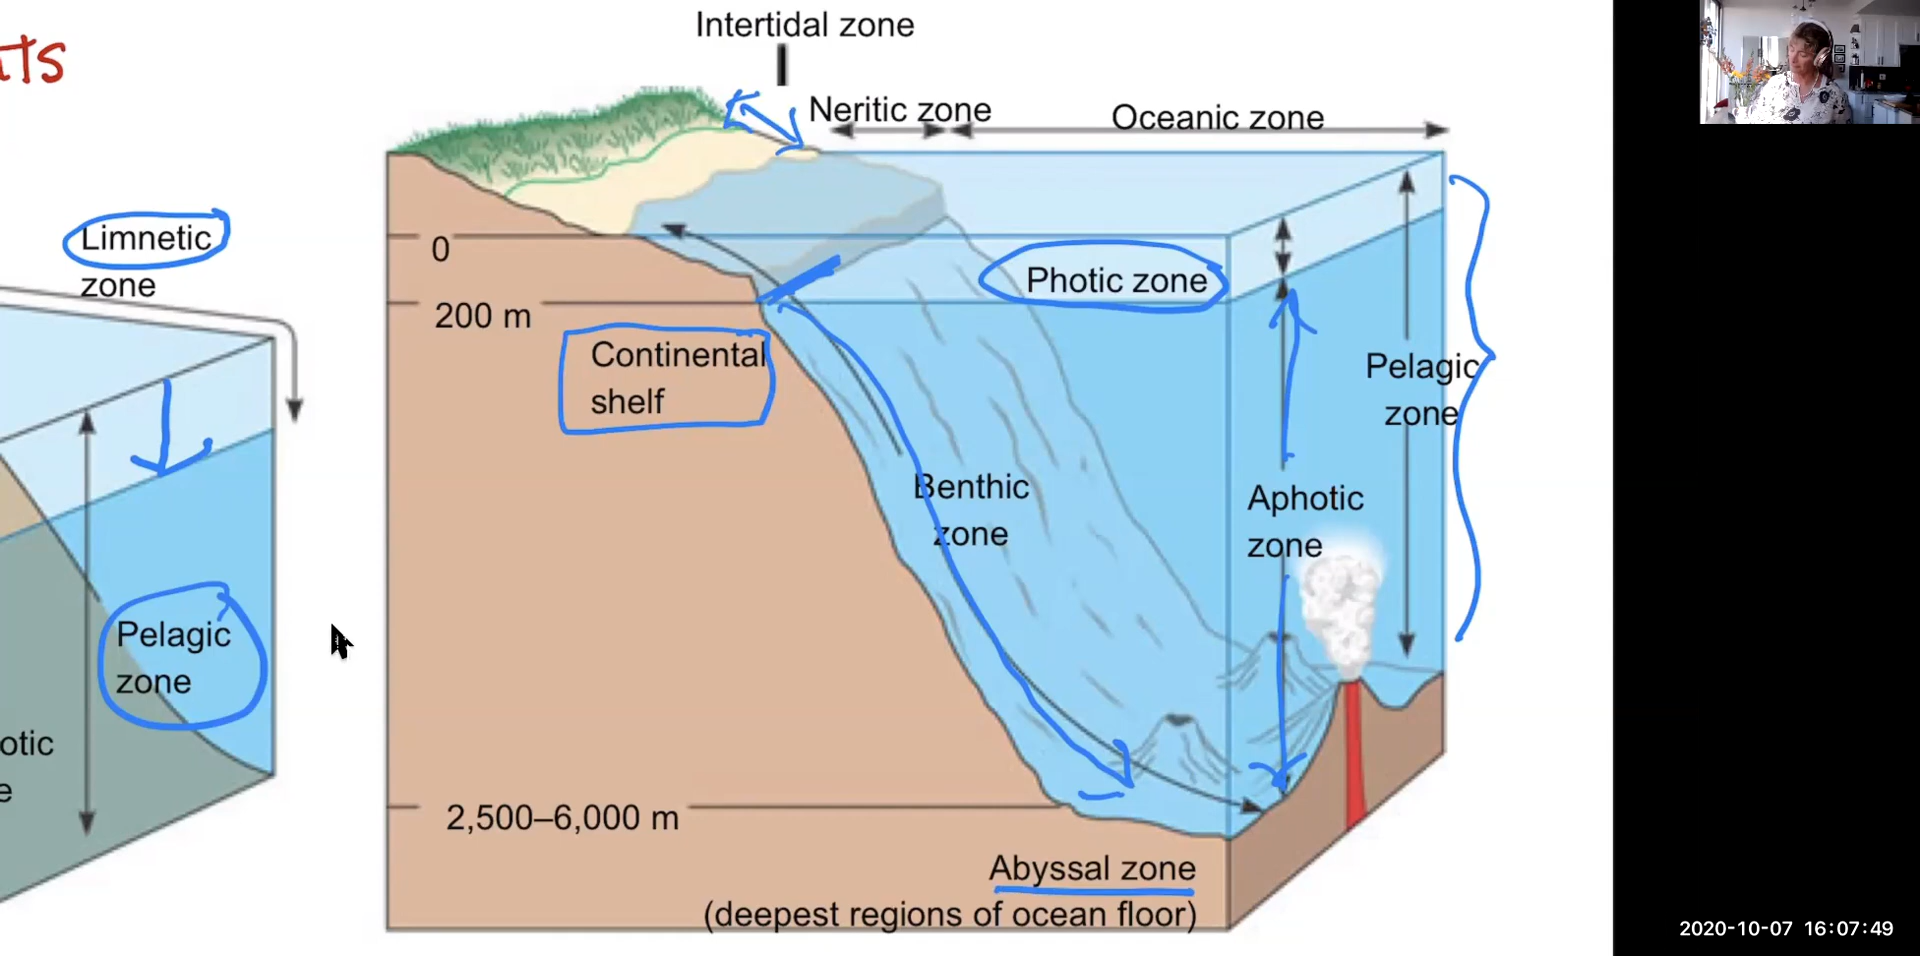 Intertidal zone
Neritic zone
Oceanic zone
Limnetic
zone
0
Photic zone
200 m
Continental
shelf
Pelagic
zone
Benthic
zone
Aphotic
zone
Pelagic
zone
otic
e
2,500–6,000 m
Abyssal zone
(deepest regions of ocean floor)
2020-10-07 16:07:49